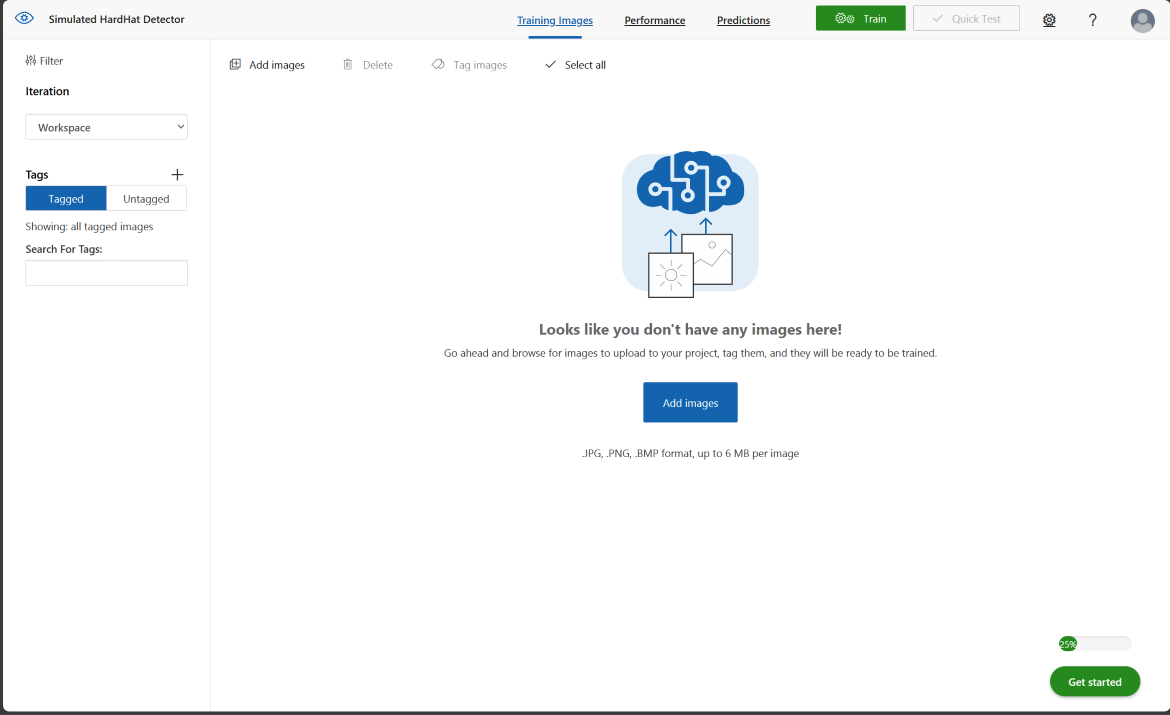 Simulated HardHat Detector
Training Images
Performance
Predictions
Train
Quick Test
?
Filter
Add images
Delete
Tag images
Select all
Iteration
Workspace
Tags
Tagged
Untagged
Showing: all tagged images
Search For Tags:
Looks like you don't have any images here!
Go ahead and browse for images to upload to your project, tag them, and they will be ready to be trained.
Add images
.JPG, .PNG, .BMP format, up to 6 MB per image
25%
Get started